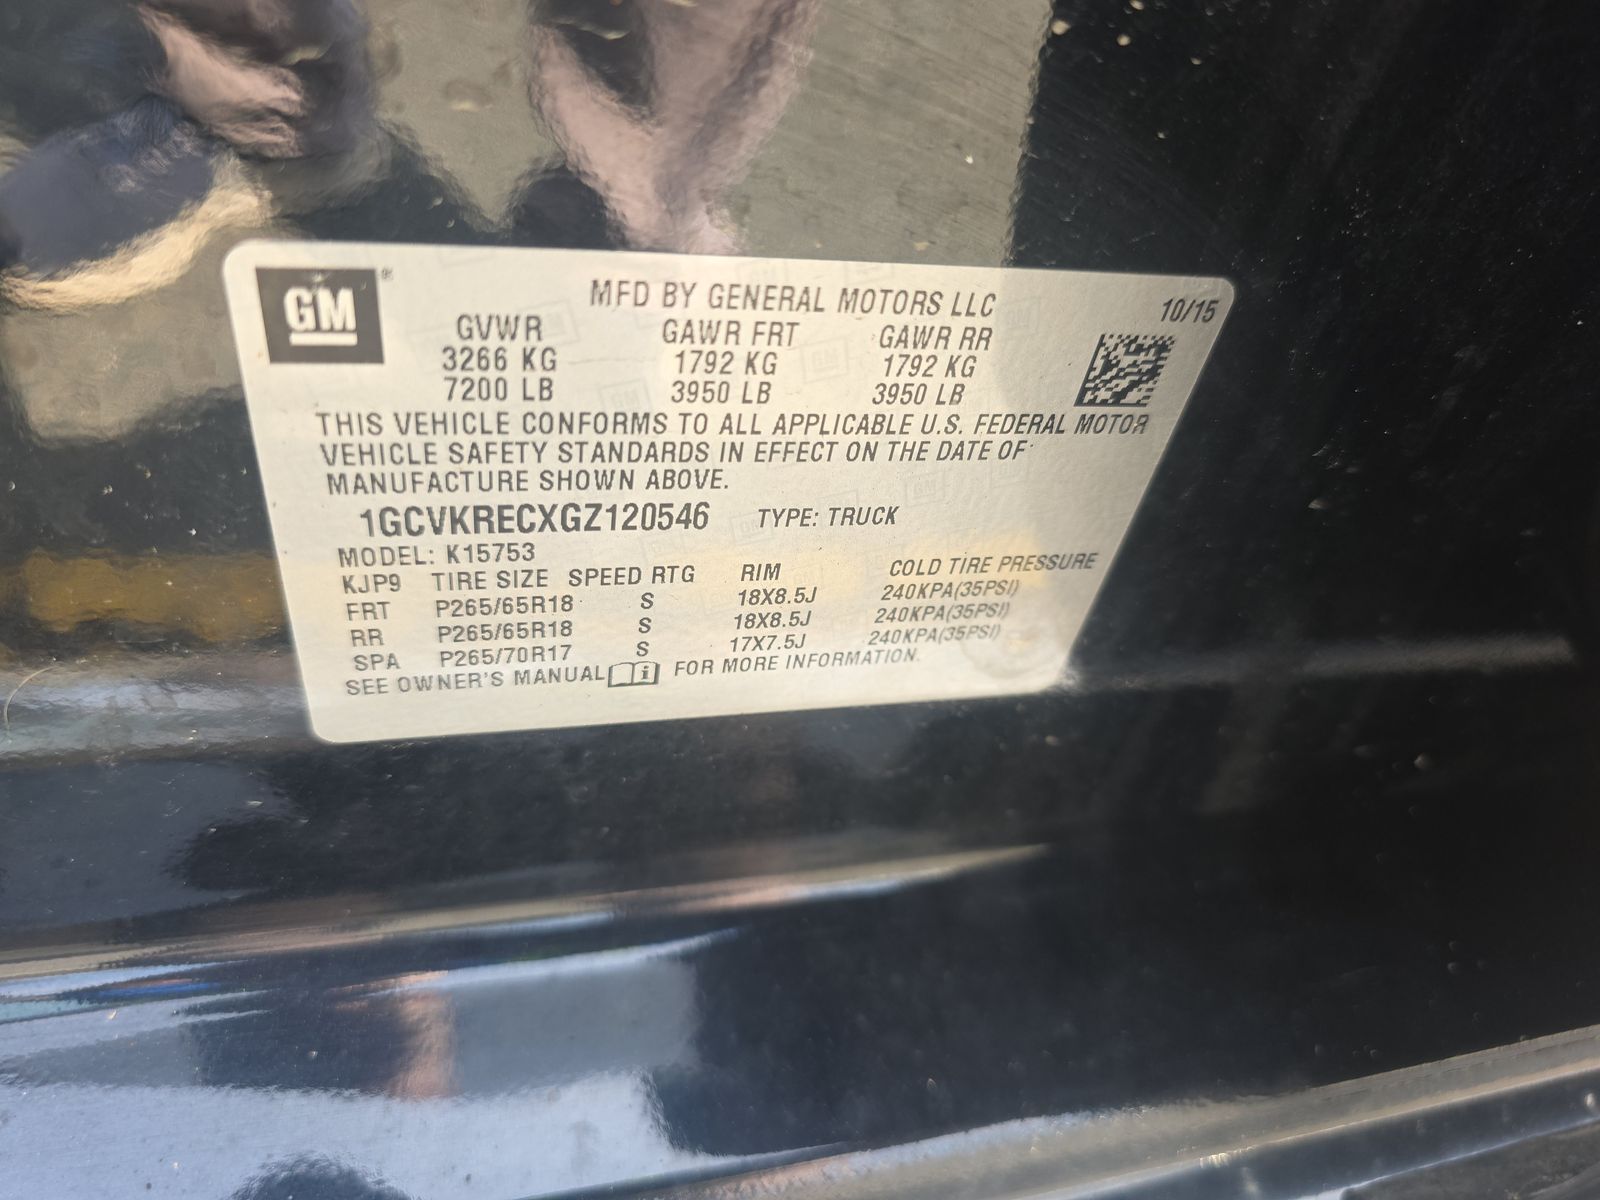 GM
MFD BY GENERAL MOTORS LLC 10/15
GVWR GAWR FRT GAWR RR
3266 KG 1792 KG 1792 KG
7200 LB 3950 LB 3950 LB
THIS VEHICLE CONFORMS TO ALL APPLICABLE U.S. FEDERAL MOTOR
VEHICLE SAFETY STANDARDS IN EFFECT ON THE DATE OF
MANUFACTURE SHOWN ABOVE.
1GCVKRECXGZ120546 TYPE: TRUCK
MODEL: K15753
KJP9 TIRE SIZE SPEED RTG RIM COLD TIRE PRESSURE
FRT P265/65R18 S 18X8.5J 240KPA(35PSI)
RR P265/65R18 S 18X8.5J 240KPA(35PSI)
SPA P265/70R17 S 17X7.5J 240KPA(35PSI)
SEE OWNER'S MANUAL FOR MORE INFORMATION.